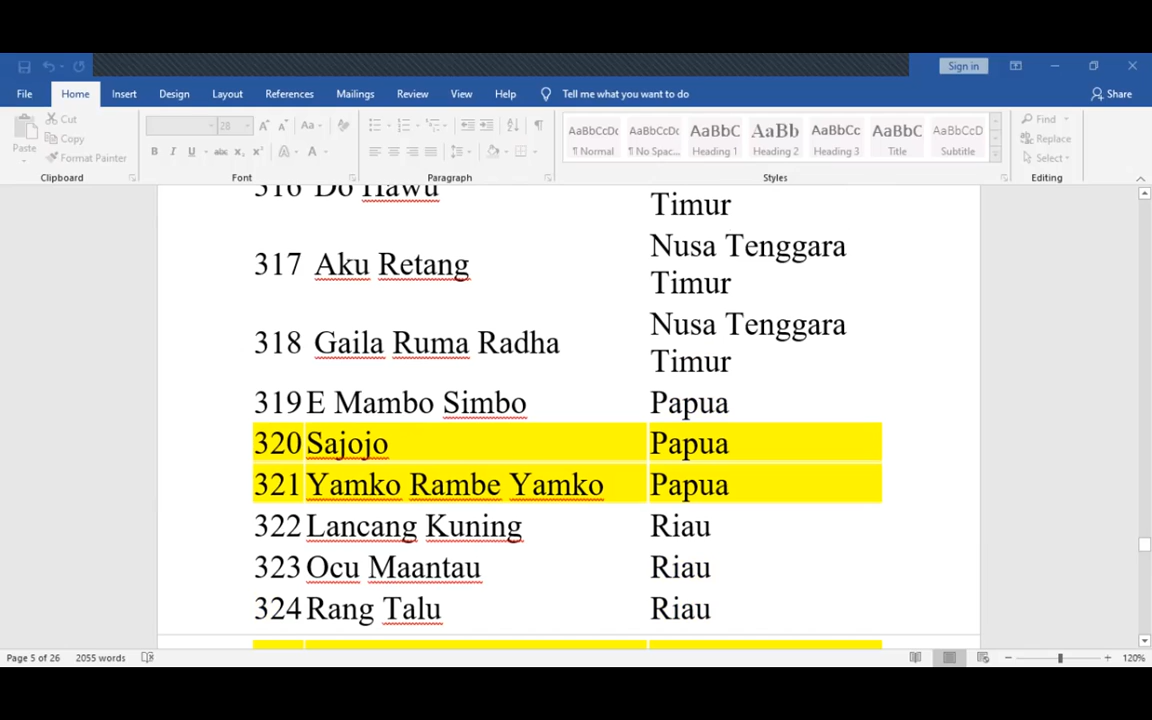 Sign in
Share
File Home Insert Design Layout References Mailings Review View Help Tell me what you want to do
Paste
Cut
Copy
Format Painter
Clipboard
28
Font
Paragraph
AaBbCcDc ¶ Normal
AaBbCcDc ¶ No Spac...
AaBbC Heading 1
AaBb Heading 2
AaBbCc Heading 3
AaBbC Title
AaBbCcD Subtitle
Styles
Find
Replace
Select
Editing
316 Do Hawu Timur
317 Aku Retang Nusa Tenggara Timur
318 Gaila Ruma Radha Nusa Tenggara Timur
319 E Mambo Simbo Papua
320 Sajojo Papua
321 Yamko Rambe Yamko Papua
322 Lancang Kuning Riau
323 Ocu Maantau Riau
324 Rang Talu Riau
Page 5 of 26 2055 words 120%